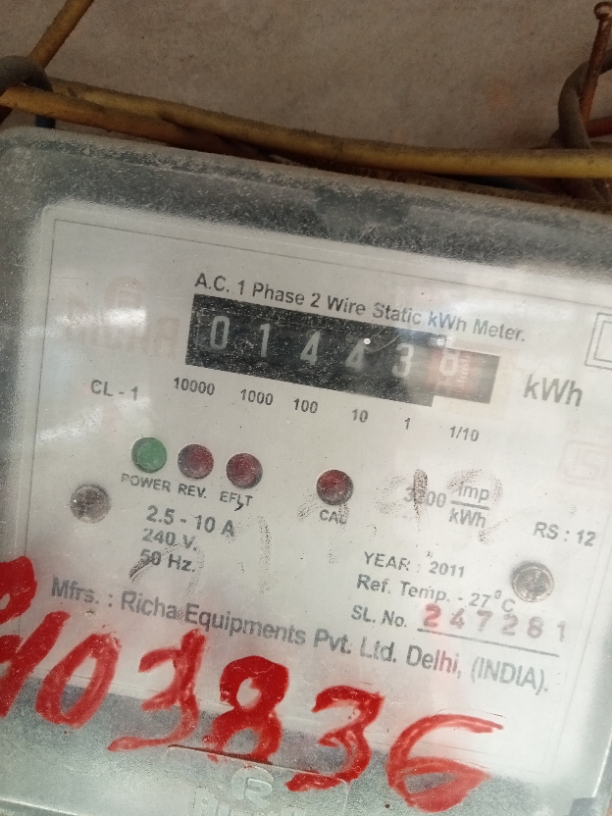 A.C. 1 Phase 2 Wire Static kWh Meter.
0 1 4 4 3 8 kWh
CL - 1 10000 1000 100 10 1 1/10
POWER REV. EFLT CAL 3200 Imp/kWh
2.5 - 10 A
240 V.
50 Hz.
RS : 12
YEAR : 2011
Ref. Temp. - 27°C
SL. No. 247281
Mfrs. : Richa Equipments Pvt. Ltd. Delhi, (INDIA).
03836
R